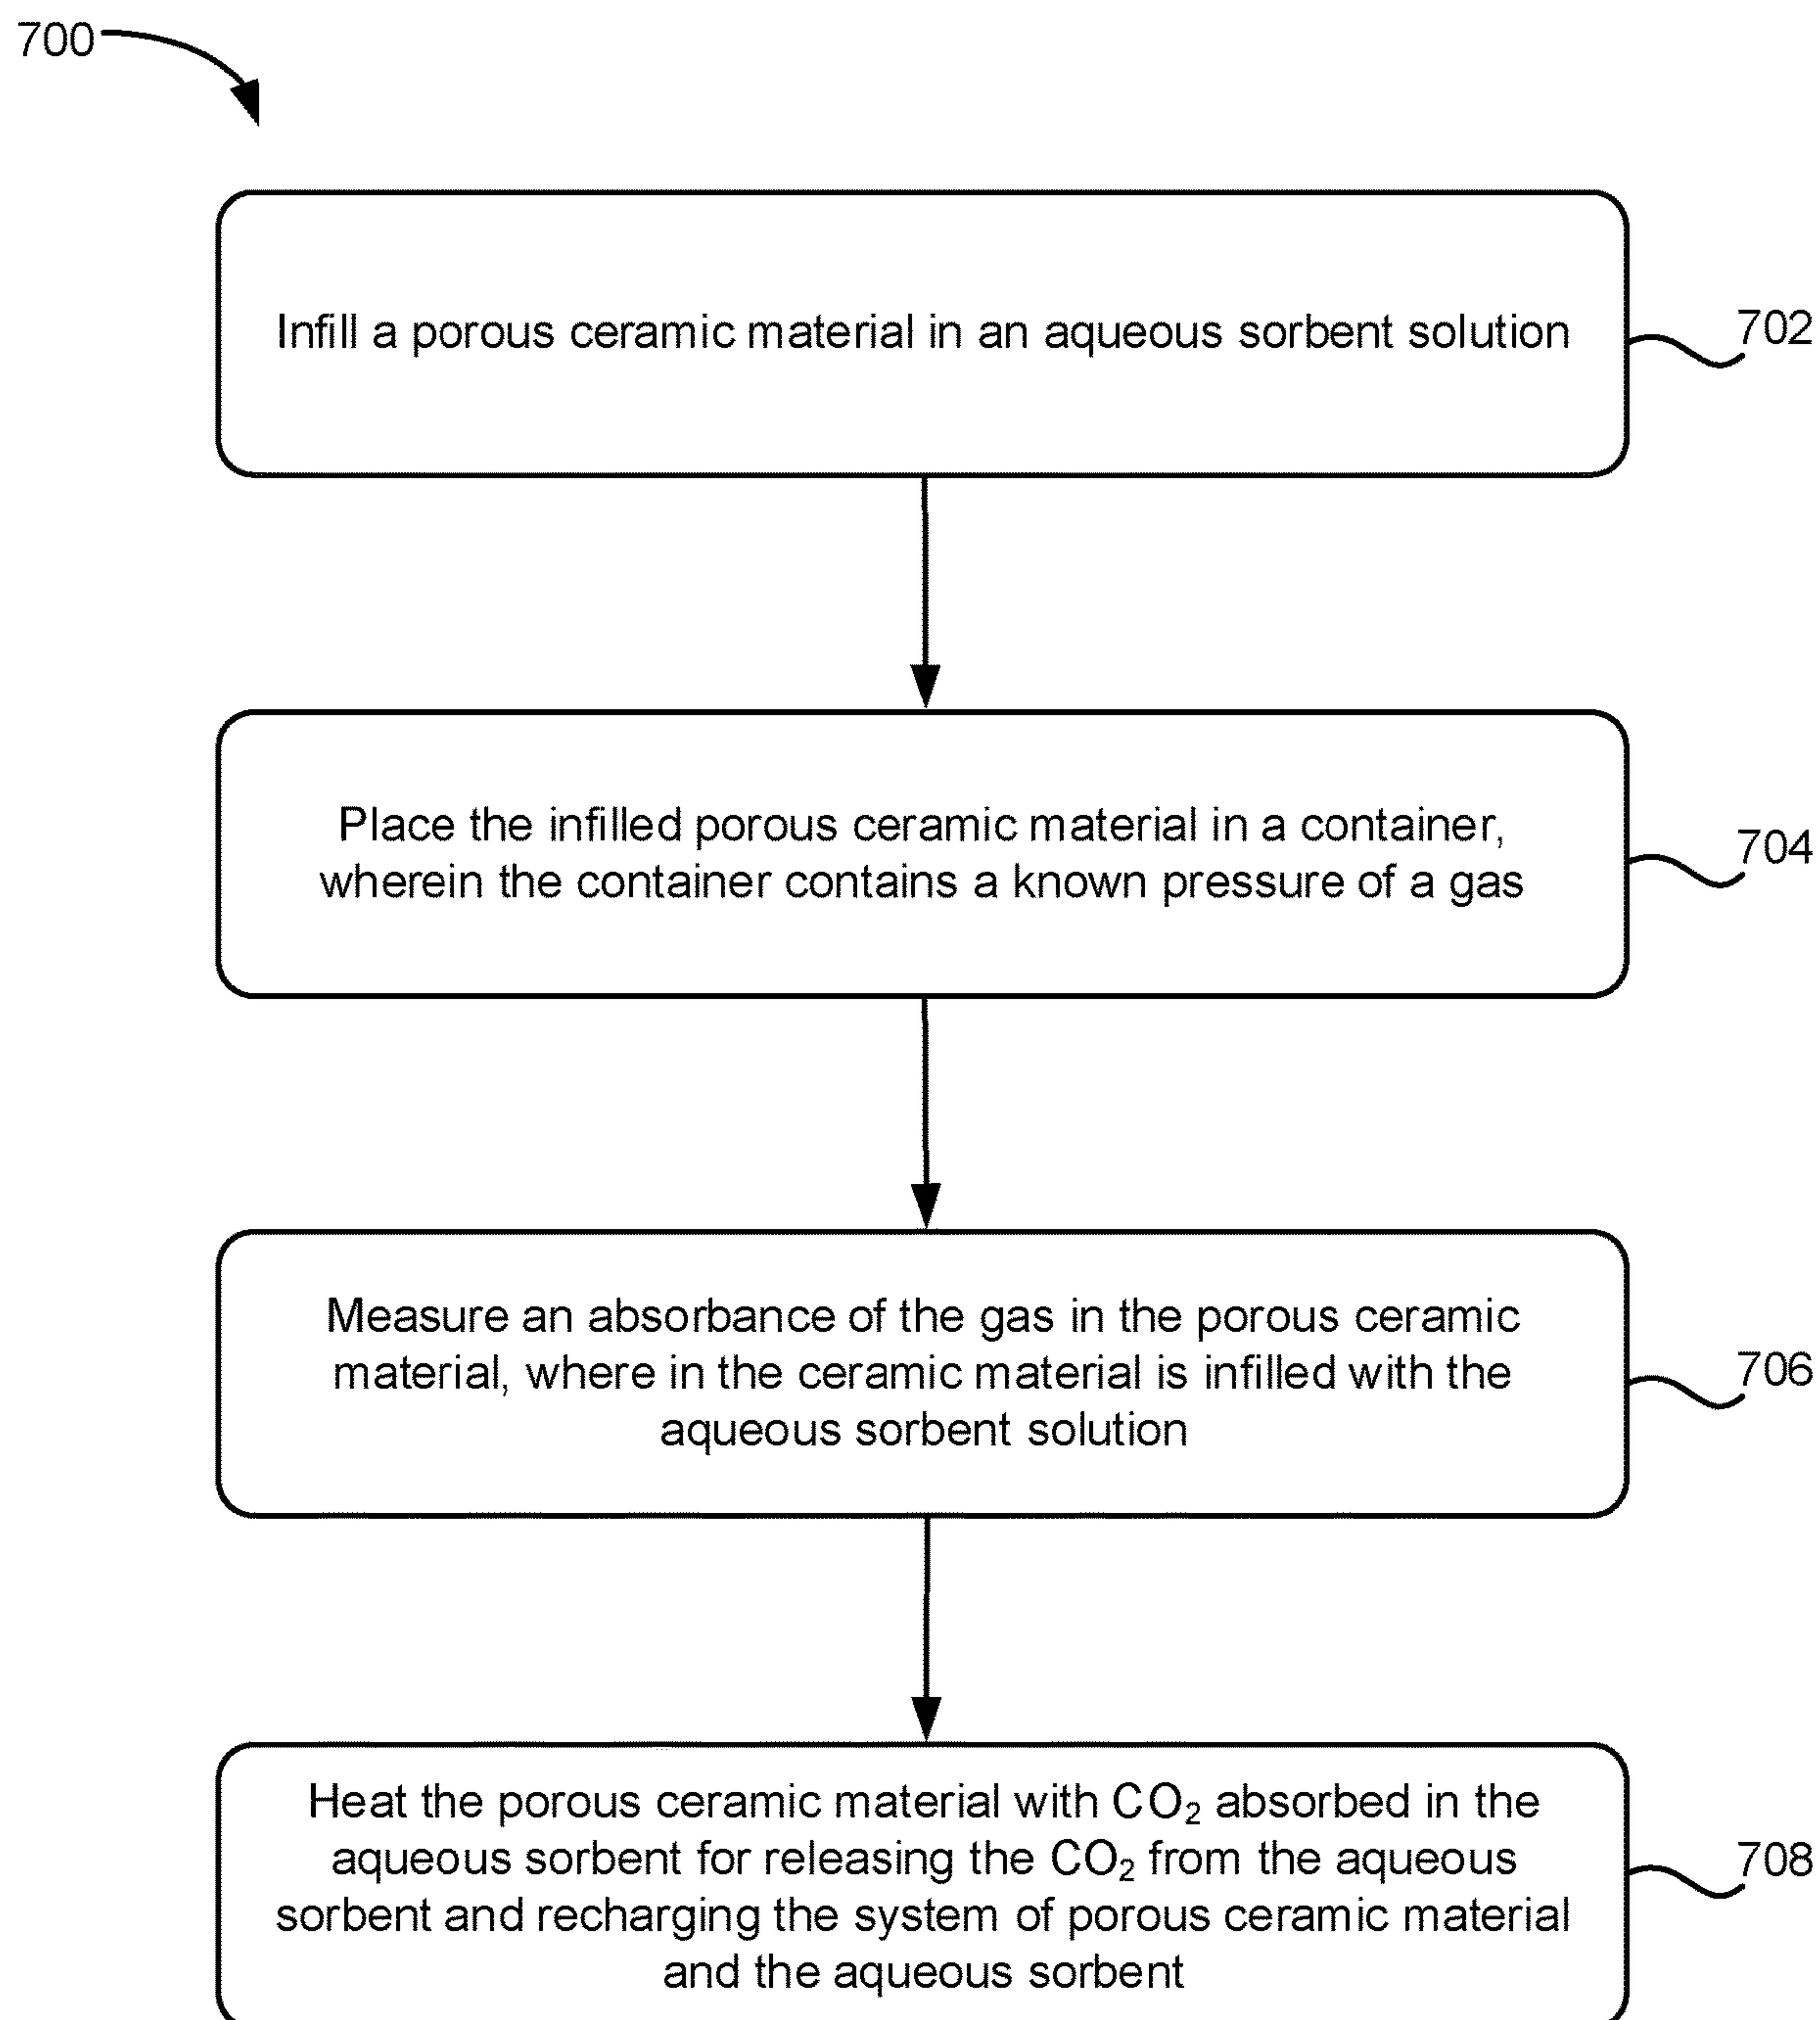 700
Infill a porous ceramic material in an aqueous sorbent solution
702
Place the infilled porous ceramic material in a container,
wherein the container contains a known pressure of a gas
704
Measure an absorbance of the gas in the porous ceramic
material, where in the ceramic material is infilled with the
aqueous sorbent solution
706
Heat the porous ceramic material with CO₂ absorbed in the
aqueous sorbent for releasing the CO₂ from the aqueous
sorbent and recharging the system of porous ceramic material
and the aqueous sorbent
708